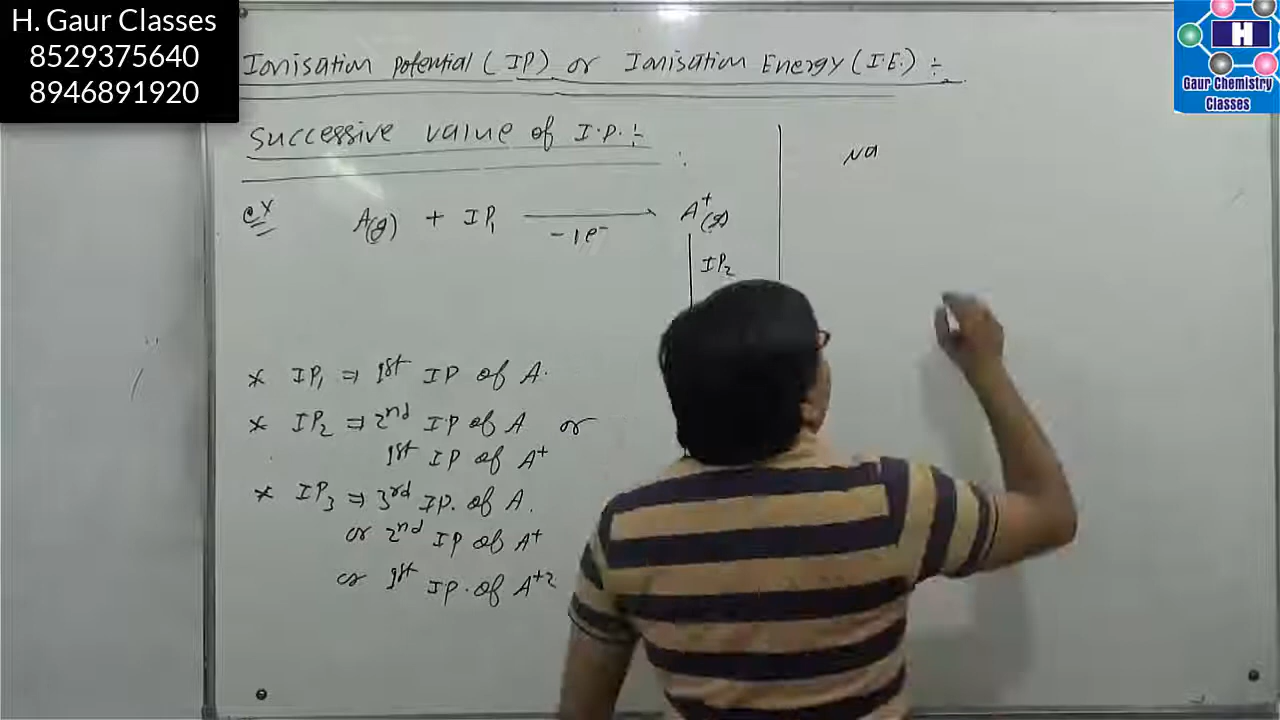 H. Gaur Classes
8529375640
8946891920
H
Gaur Chemistry
Classes
Ionisation Potential (IP) or Ionisation Energy (I.E.) ÷
Successive value of I.P. ÷
ex A(g) + IP₁ ⟶ A⁺(g)
-1e⁻
IP₂
* IP₁ ⇒ 1st IP of A.
* IP₂ ⇒ 2nd I.P of A or
1st IP of A⁺
* IP₃ ⇒ 3rd IP. of A.
or 2nd IP of A⁺
or 1st IP. of A⁺²
Na